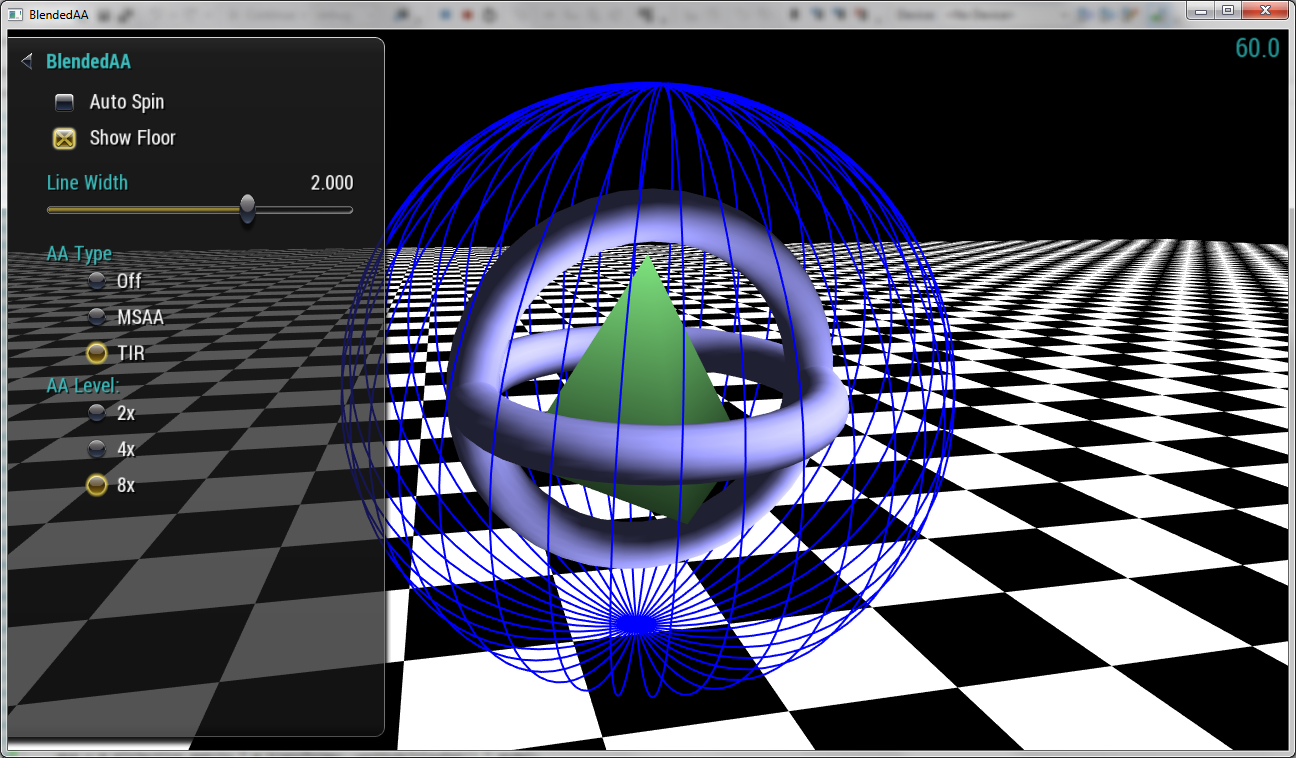 BlendedAA
60.0
BlendedAA
Auto Spin
Show Floor
Line Width 2.000
AA Type
Off
MSAA
TIR
AA Level:
2x
4x
8x